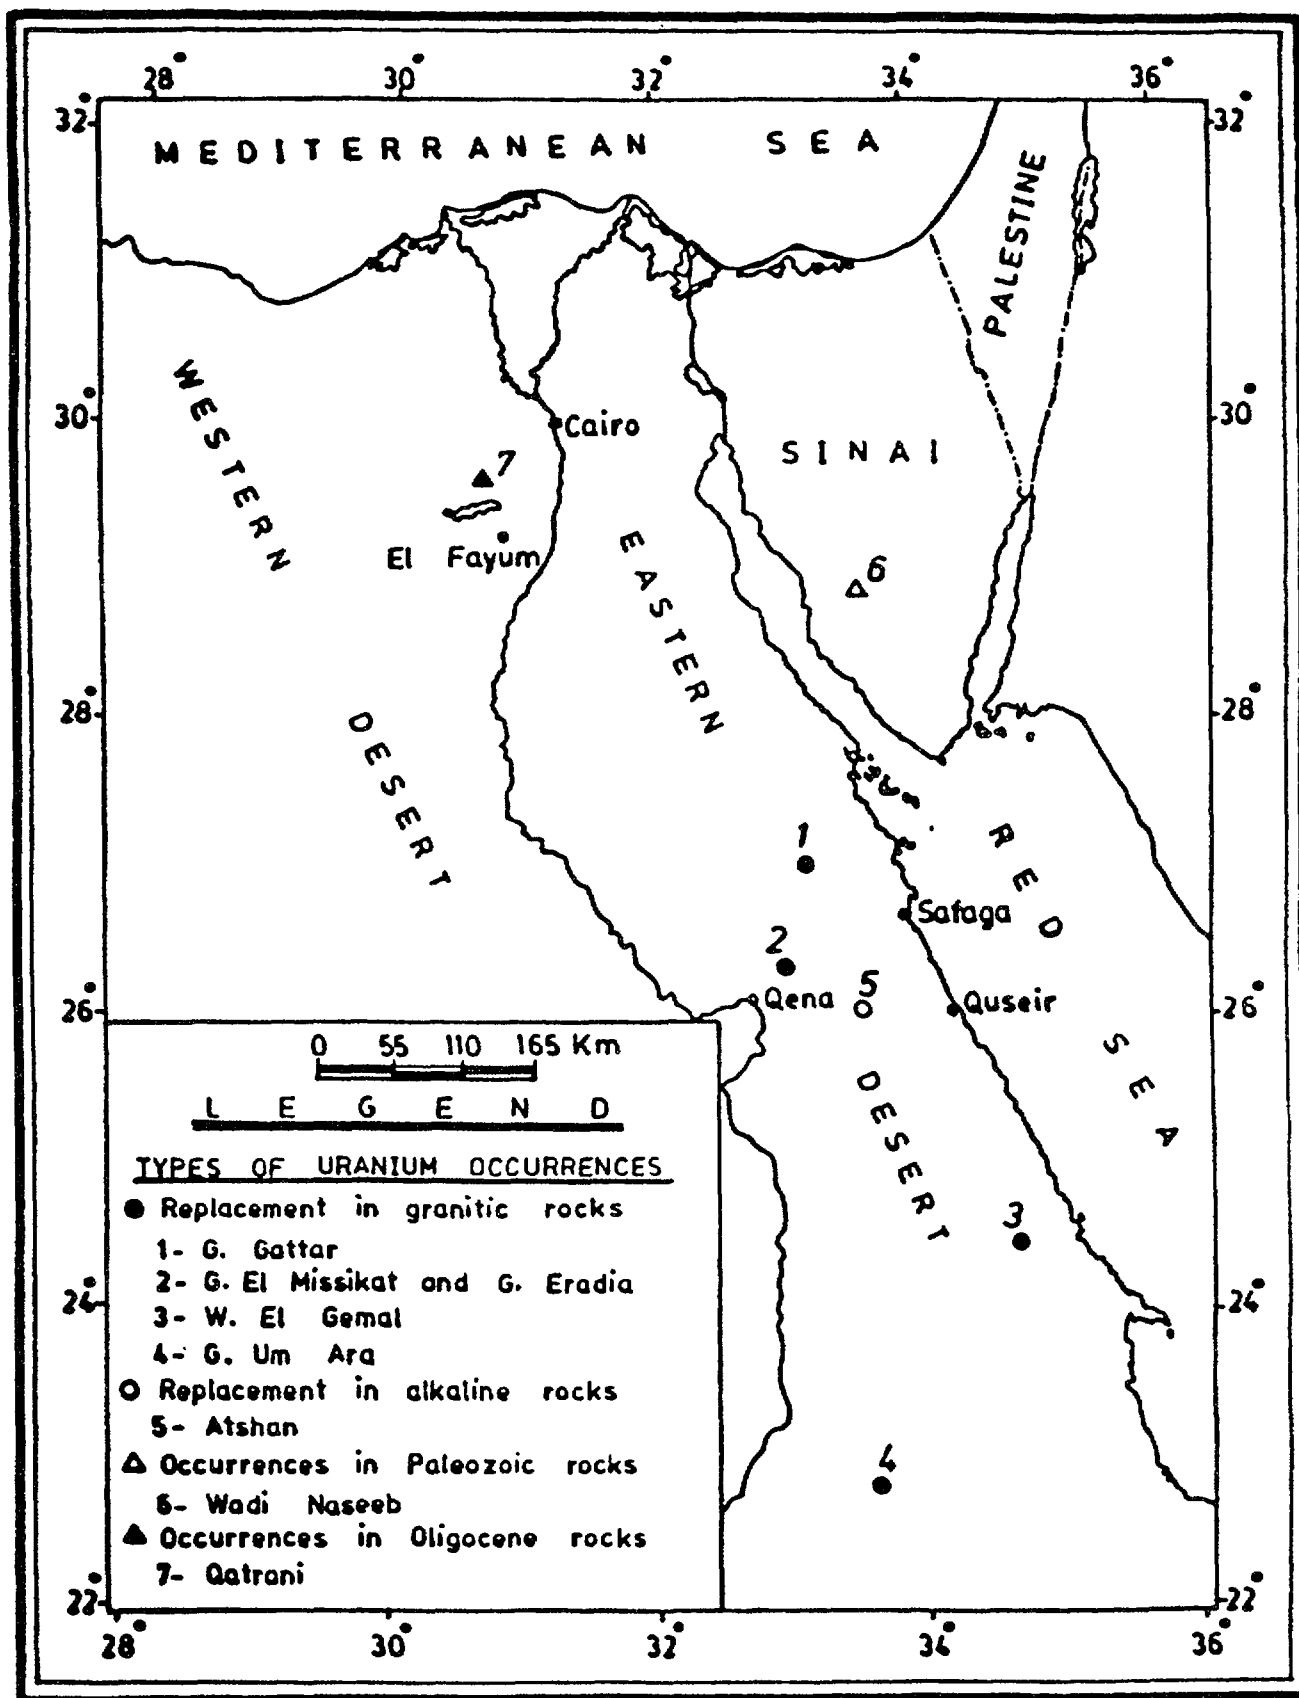 28° 30° 32° 34° 36°
32° 32°
MEDITERRANEAN SEA
PALESTINE
WESTERN DESERT
30° 30°
Cairo
SINAI
7
El Fayum
EASTERN DESERT
6
28° 28°
RED SEA
1
Safaga
2
Qena
5
Quseir
26° 26°
0 55 110 165 Km
LEGEND
TYPES OF URANIUM OCCURRENCES
● Replacement in granitic rocks
1- G. Gattar
2- G. El Missikat and G. Eradia
3- W. El Gemal
4- G. Um Ara
○ Replacement in alkaline rocks
5- Atshan
△ Occurrences in Paleozoic rocks
6- Wadi Naseeb
▲ Occurrences in Oligocene rocks
7- Qatrani
3
24° 24°
4
22° 22°
28° 30° 32° 34° 36°